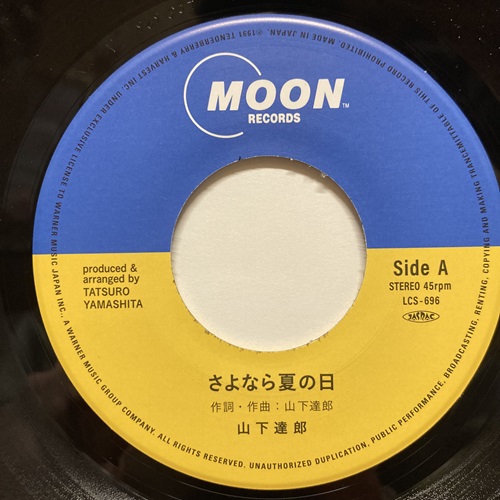 MOON™
RECORDS
produced &
arranged by
TATSURO
YAMASHITA
Side A
STEREO 45rpm
LCS-696
JASRAC
さよなら夏の日
作詞・作曲：山下達郎
山下達郎
℗1991 TENDERBERRY & HARVEST INC. UNDER EXCLUSIVE LICENSE TO WARNER MUSIC JAPAN INC., A WARNER MUSIC GROUP COMPANY. ALL RIGHTS RESERVED. UNAUTHORIZED DUPLICATION, PUBLIC PERFORMANCE, BROADCASTING, RENTING, COPYING AND MAKING TRANCEMITABLE OF THIS RECORD PROHIBITED. MADE IN JAPAN.